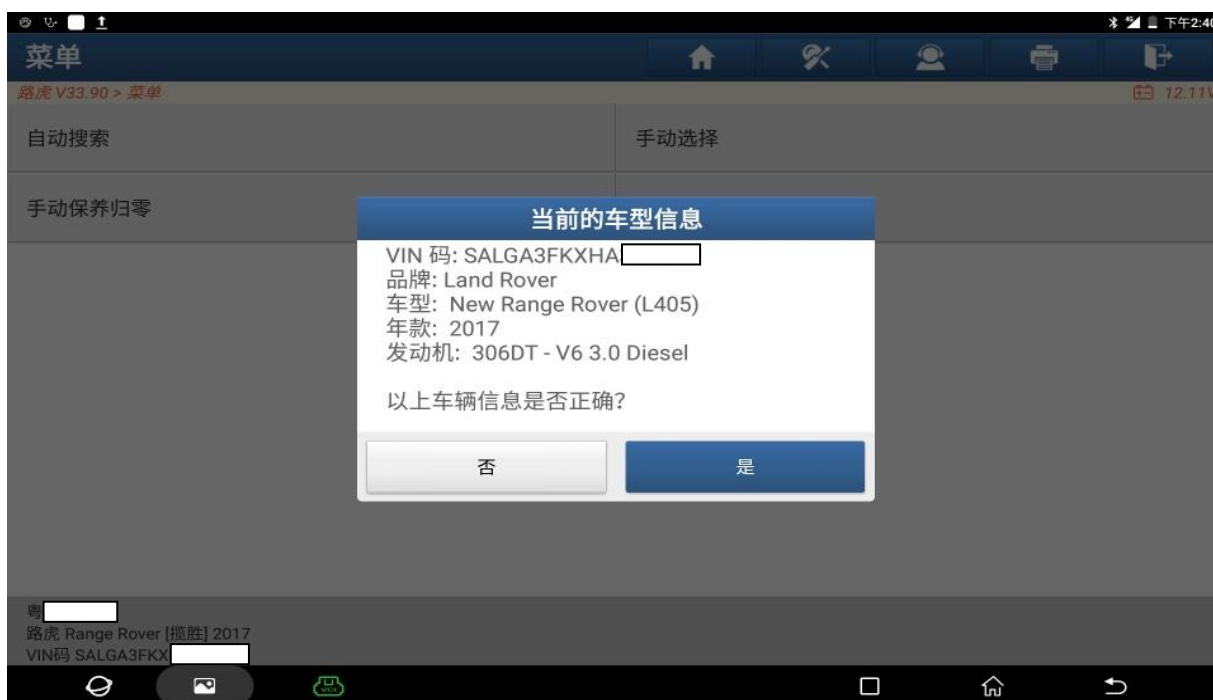 下午2:40
菜单
路虎 V33.90 > 菜单
12.11V
自动搜索
手动选择
手动保养归零
当前的车型信息
VIN 码: SALGA3FKXHA
品牌: Land Rover
车型: New Range Rover (L405)
年款: 2017
发动机: 306DT - V6 3.0 Diesel
以上车辆信息是否正确?
否
是
粤
路虎 Range Rover [揽胜] 2017
VIN码 SALGA3FKX
VCI